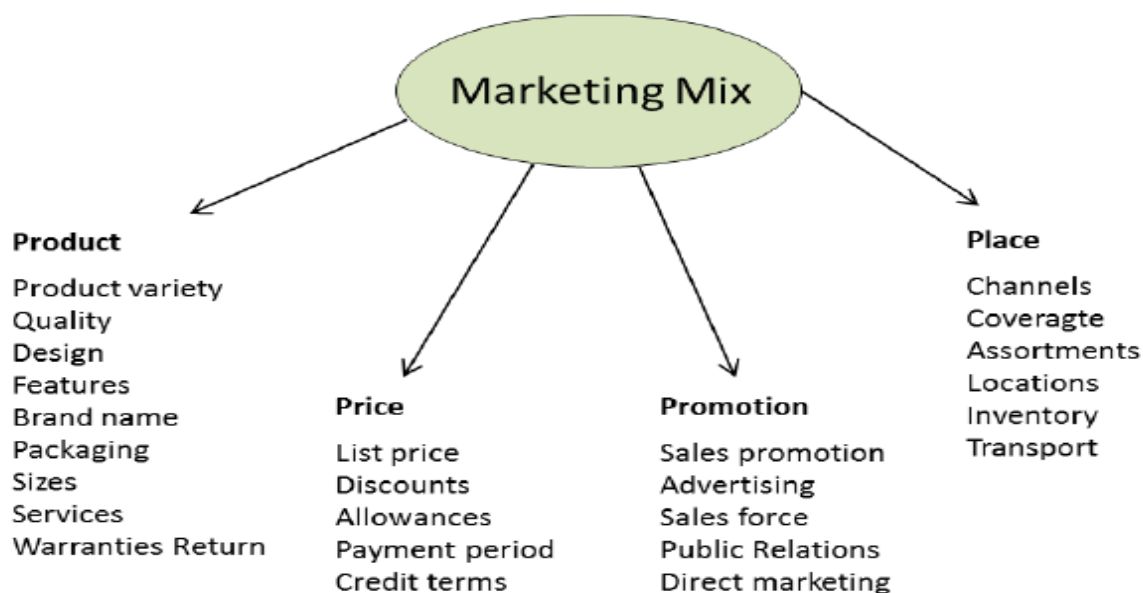 Marketing Mix
Product
Product variety
Quality
Design
Features
Brand name
Packaging
Sizes
Services
Warranties Return
Price
List price
Discounts
Allowances
Payment period
Credit terms
Promotion
Sales promotion
Advertising
Sales force
Public Relations
Direct marketing
Place
Channels
Coveragte
Assortments
Locations
Inventory
Transport